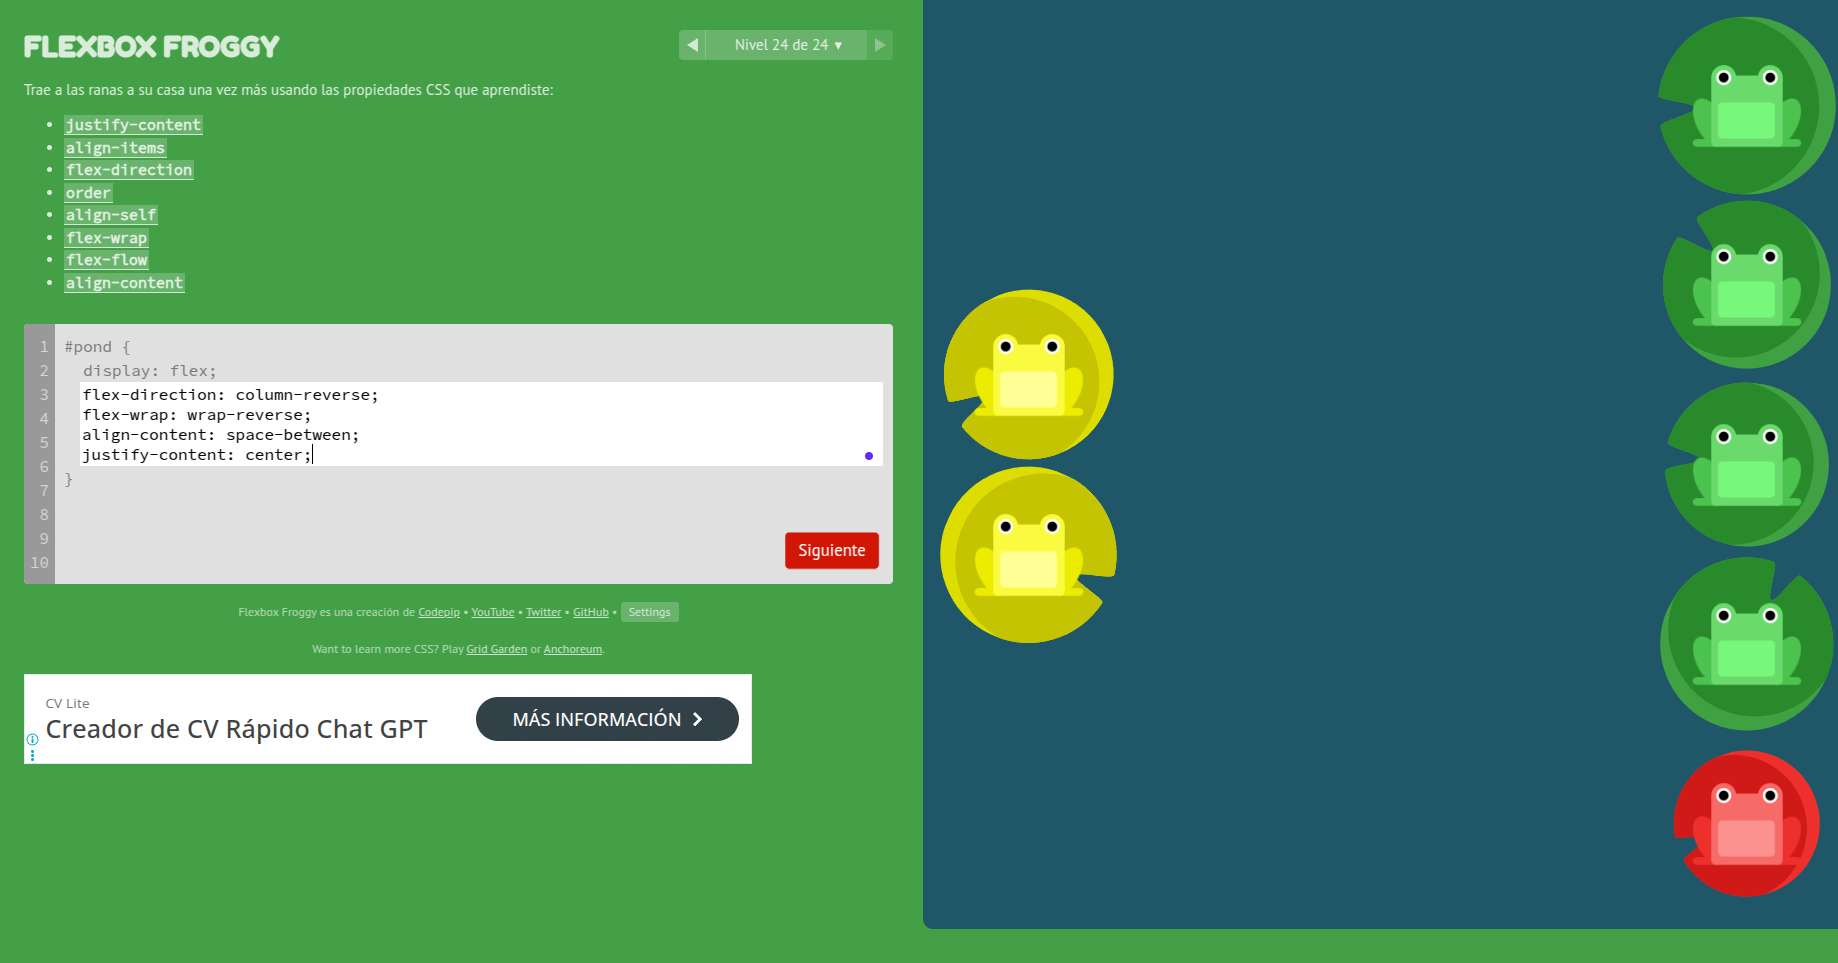 FLEXBOX FROGGY
◀ Nivel 24 de 24 ▾ ▶
Trae a las ranas a su casa una vez más usando las propiedades CSS que aprendiste:
• justify-content
• align-items
• flex-direction
• order
• align-self
• flex-wrap
• flex-flow
• align-content
1 #pond {
2 display: flex;
3 flex-direction: column-reverse;
4 flex-wrap: wrap-reverse;
5 align-content: space-between;
6 justify-content: center;
7 }
8
9
10
Siguiente
Flexbox Froggy es una creación de Codepip • YouTube • Twitter • GitHub • Settings
Want to learn more CSS? Play Grid Garden or Anchoreum.
CV Lite
Creador de CV Rápido Chat GPT
MÁS INFORMACIÓN